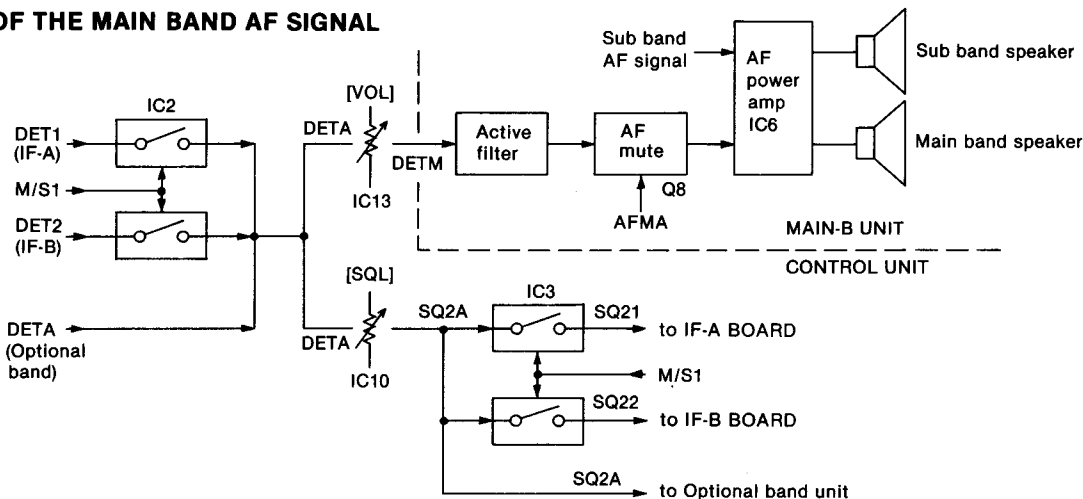 OF THE MAIN BAND AF SIGNAL
Sub band
AF signal
AF
power
amp
IC6
Sub band speaker
Main band speaker
IC2
DET1
(IF-A)
M/S1
DET2
(IF-B)
DETA
(Optional
band)
[VOL]
DETA
IC13
DETM
Active
filter
AF
mute
Q8
AFMA
MAIN-B UNIT
CONTROL UNIT
[SQL]
DETA
IC10
SQ2A
IC3
SQ21
to IF-A BOARD
M/S1
SQ22
to IF-B BOARD
SQ2A
to Optional band unit